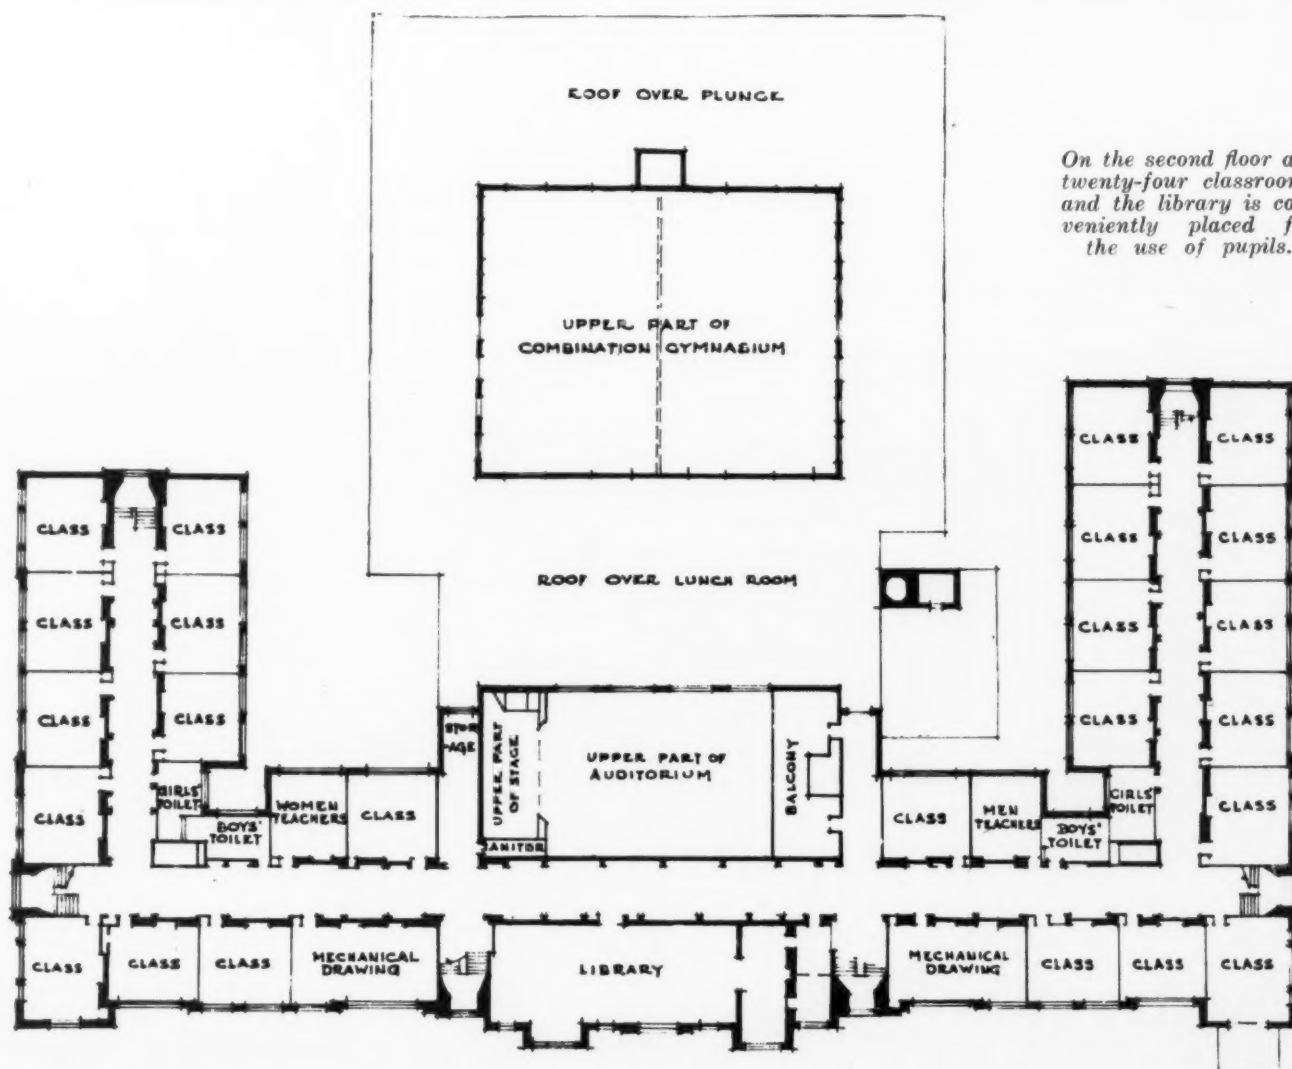 ROOF OVER PLUNGE
On the second floor a
twenty-four classroo
and the library is co
veniently placed f
the use of pupils.
UPPER PART OF
COMBINATION GYMNASIUM
CLASS
CLASS
CLASS
CLASS
CLASS
CLASS
CLASS
CLASS
ROOF OVER LUNCH ROOM
CLASS
CLASS
CLASS
CLASS
CLASS
CLASS
CLASS
CLASS
STOR
-AGE
UPPER PART
OF STAGE
UPPER PART OF
AUDITORIUM
BALCONY
CLASS
GIRLS'
TOILET
BOYS'
TOILET
WOMEN
TEACHERS
CLASS
JANITOR
CLASS
MEN
TEACHERS
BOYS'
TOILET
GIRLS'
TOILET
CLASS
CLASS
CLASS
CLASS
MECHANICAL
DRAWING
LIBRARY
MECHANICAL
DRAWING
CLASS
CLASS
CLASS